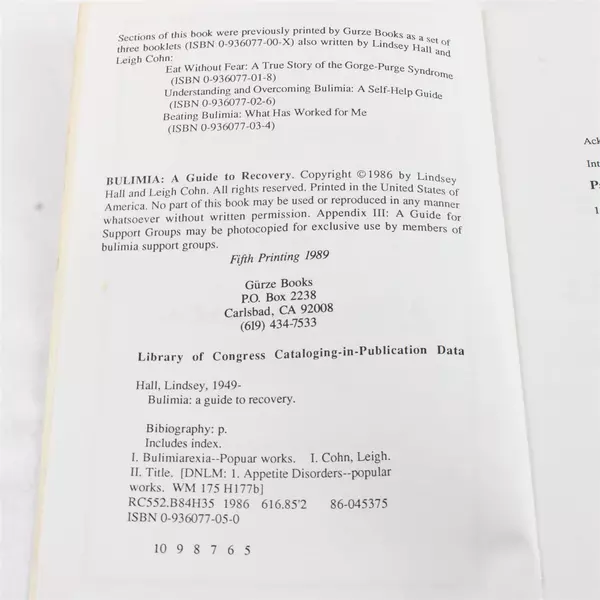 Sections of this book were previously printed by Gurze Books as a set of
three booklets (ISBN 0-936077-00-X) also written by Lindsey Hall and
Leigh Cohn:
Eat Without Fear: A True Story of the Gorge-Purge Syndrome
(ISBN 0-936077-01-8)
Understanding and Overcoming Bulimia: A Self-Help Guide
(ISBN 0-936077-02-6)
Beating Bulimia: What Has Worked for Me
(ISBN 0-936077-03-4)
BULIMIA: A Guide to Recovery. Copyright ©1986 by Lindsey
Hall and Leigh Cohn. All rights reserved. Printed in the United States of
America. No part of this book may be used or reproduced in any manner
whatsoever without written permission. Appendix III: A Guide for
Support Groups may be photocopied for exclusive use by members of
bulimia support groups.
Fifth Printing 1989
Gürze Books
P.O. Box 2238
Carlsbad, CA 92008
(619) 434-7533
Library of Congress Cataloging-in-Publication Data
Hall, Lindsey, 1949-
Bulimia: a guide to recovery.
Bibiography: p.
Includes index.
I. Bulimiarexia--Popuar works. I. Cohn, Leigh.
II. Title. [DNLM: 1. Appetite Disorders--popular
works. WM 175 H177b]
RC552.B84H35 1986 616.85'2 86-045375
ISBN 0-936077-05-0
10 9 8 7 6 5
Ack
Int
1